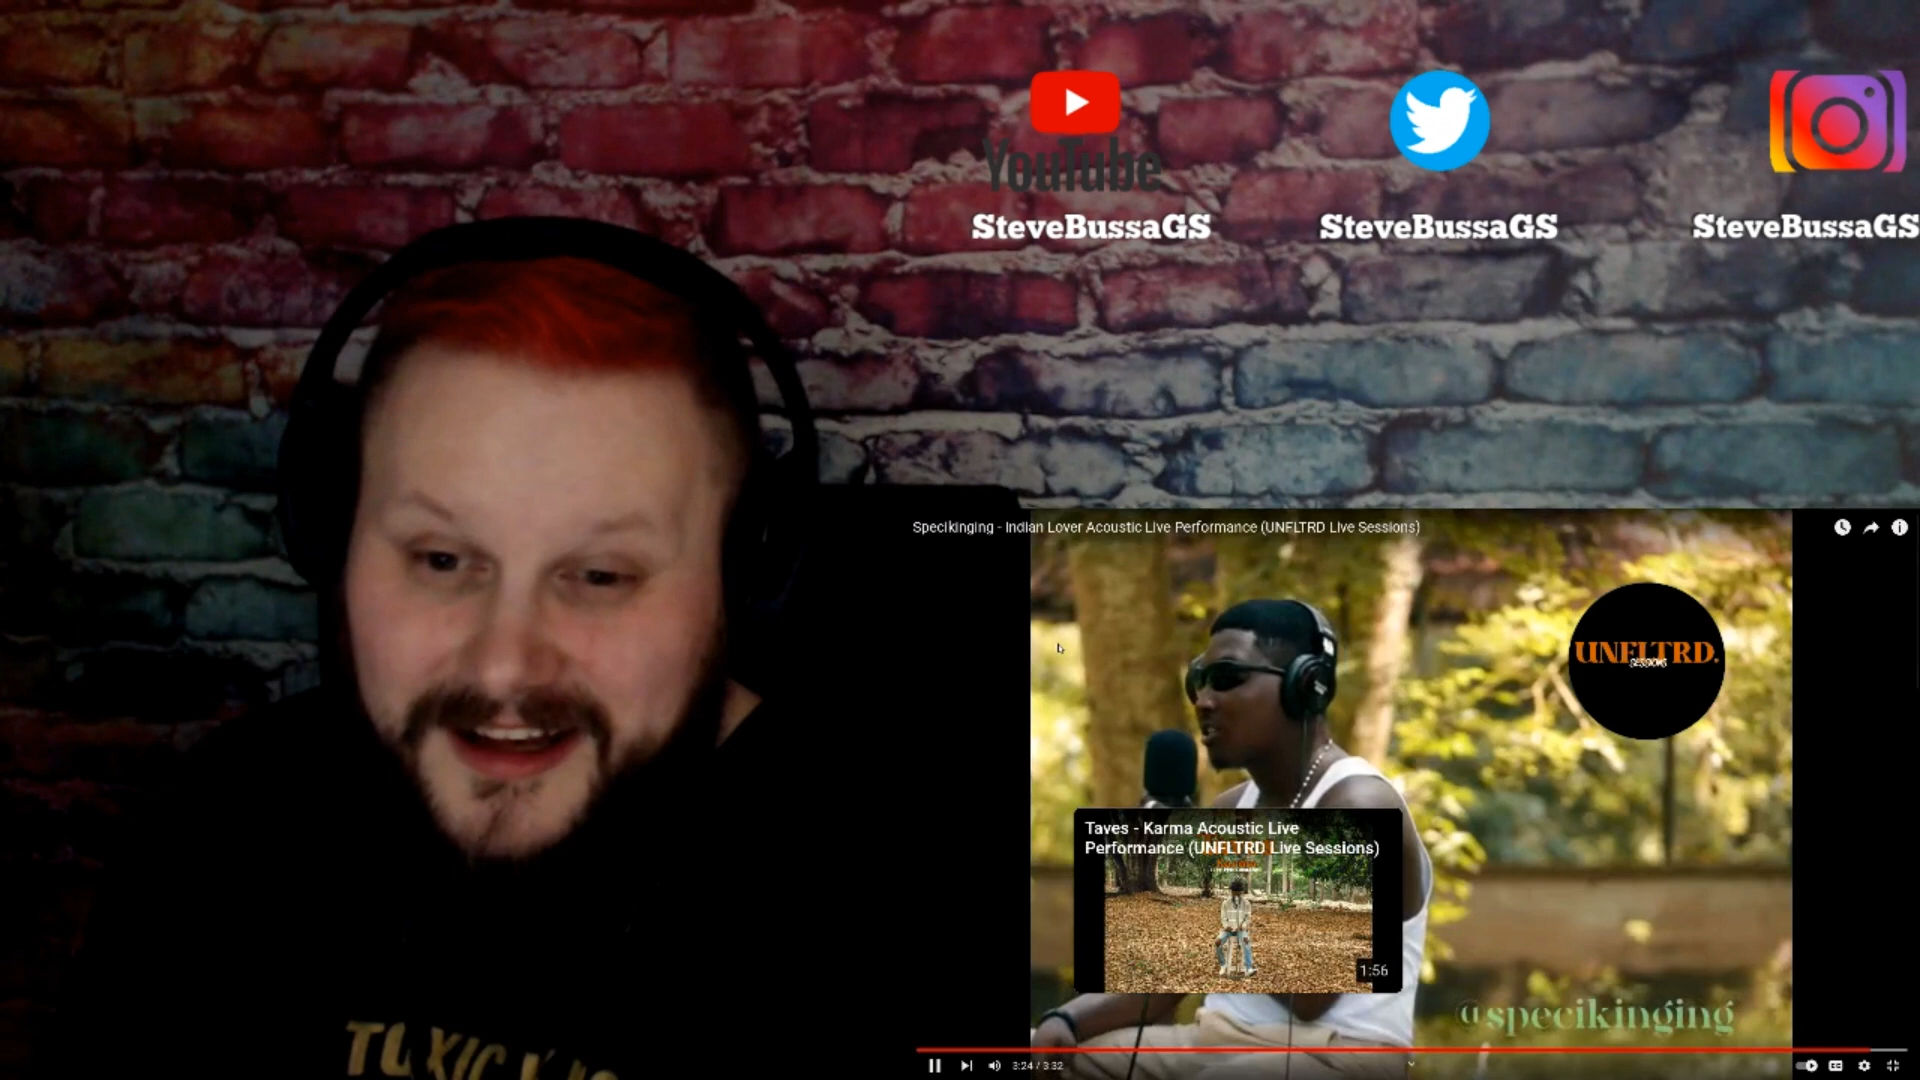 YouTube
SteveBussaGS
SteveBussaGS
SteveBussaGS
Specikinging - Indian Lover Acoustic Live Performance (UNFLTRD Live Sessions)
UNFLTRD.
SESSIONS
Taves - Karma Acoustic Live
Performance (UNFLTRD Live Sessions)
1:56
@specikinging
3:24 / 3:32